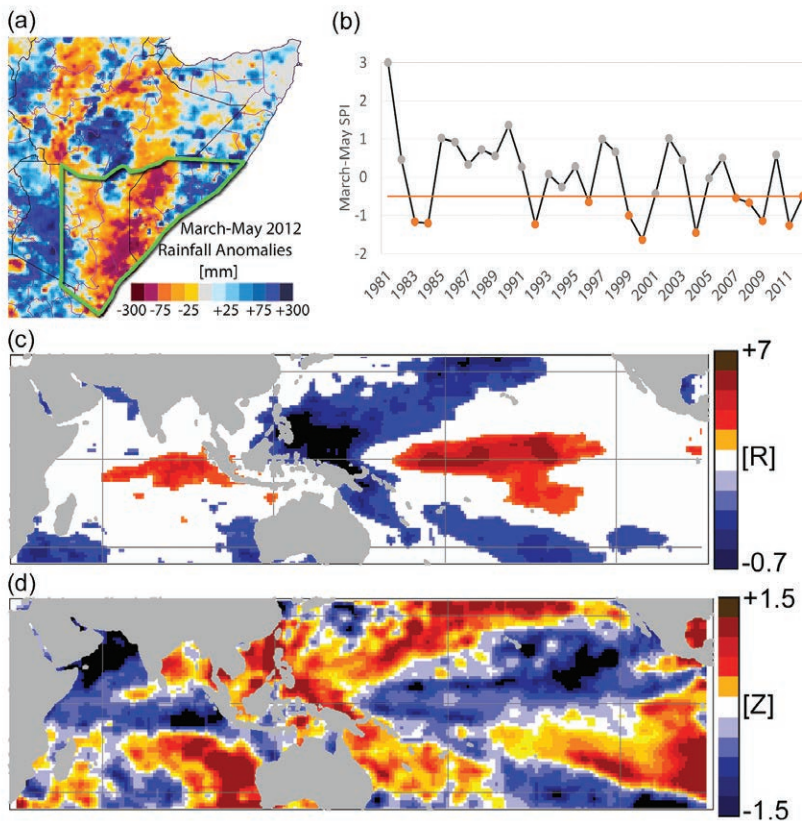 (a)
March-May 2012
Rainfall Anomalies
[mm]
-300 -75 -25 +25 +75 +300
(b)
March-May SPI
3
2
1
0
-1
-2
1981 1983 1985 1987 1989 1991 1993 1995 1997 1999 2001 2003 2005 2007 2009 2011
(c)
+7
[R]
-0.7
(d)
+1.5
[Z]
-1.5